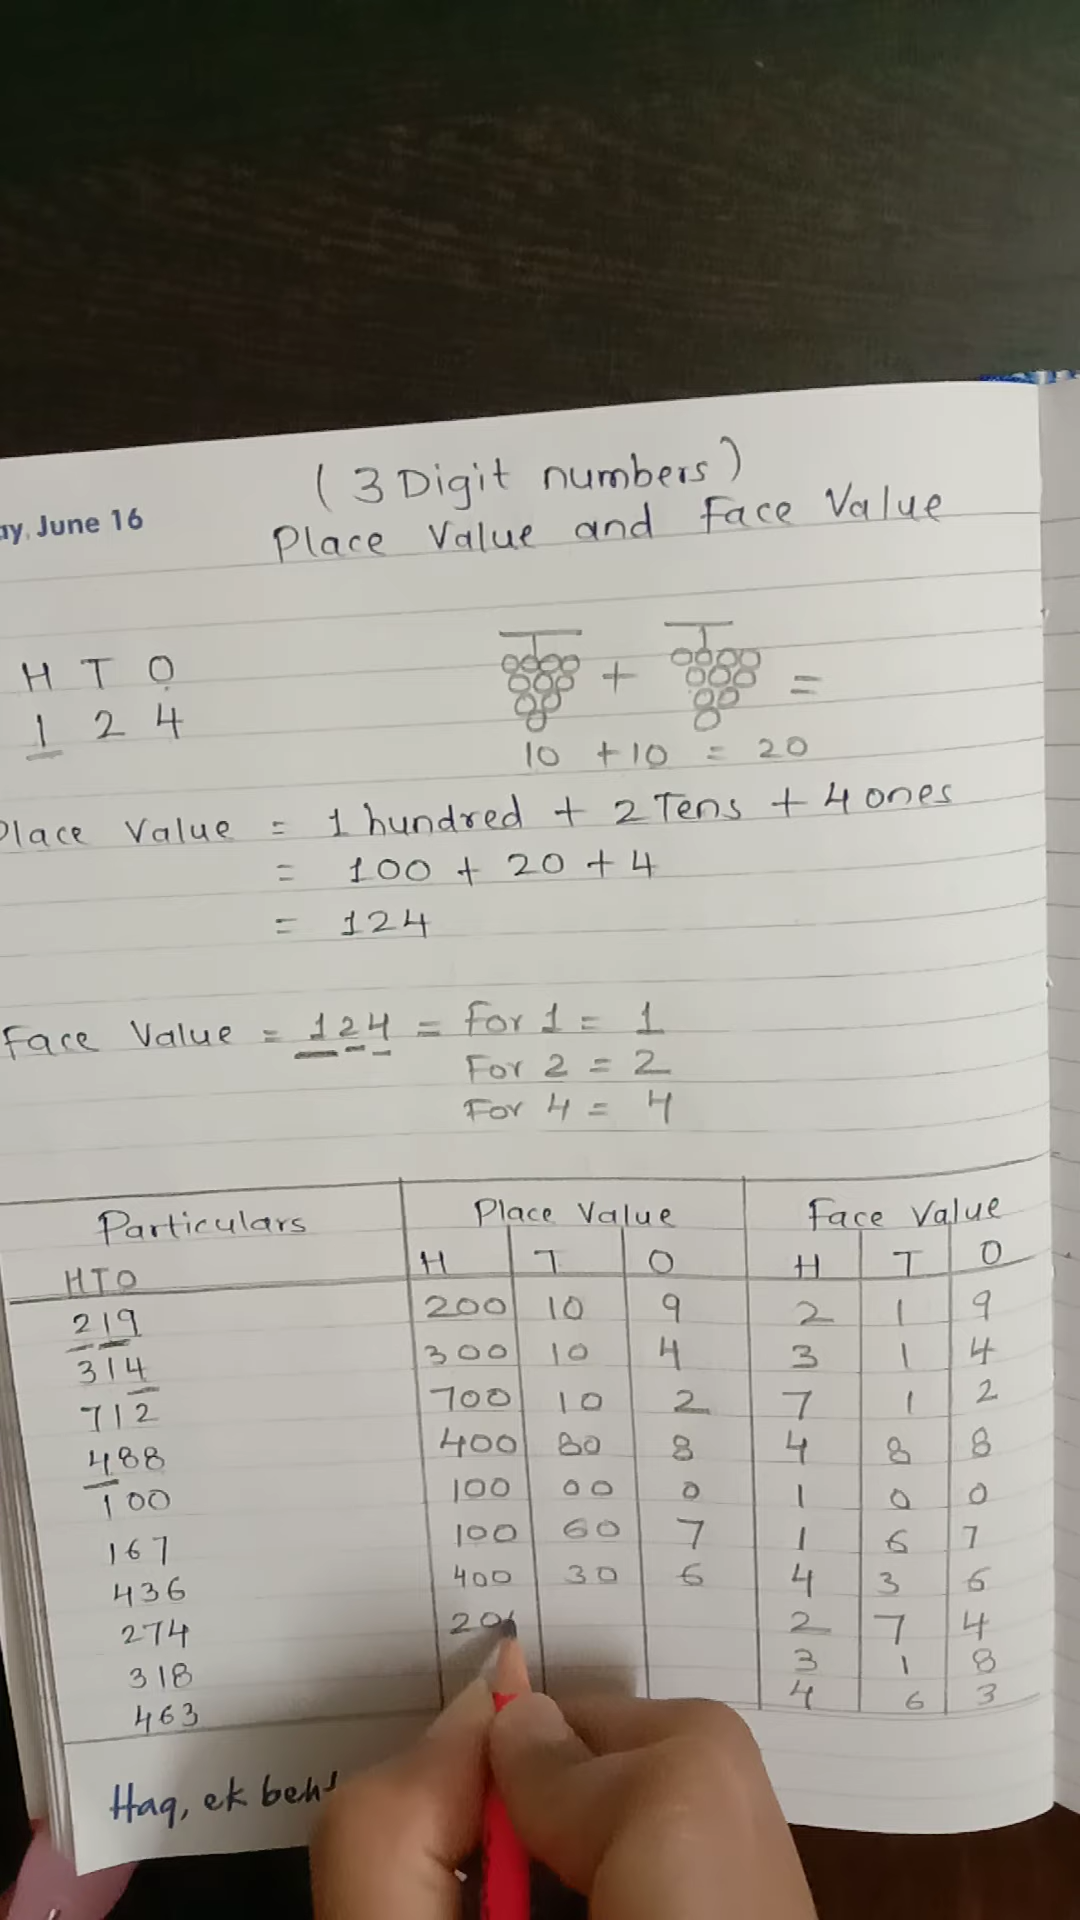 (3 Digit numbers)
June 16
Place Value and Face Value
H T O
1 2 4
+ =
10 + 10 = 20
Place Value = 1 hundred + 2 Tens + 4 ones
= 100 + 20 + 4
= 124
Face Value = 124 = For 1 = 1
For 2 = 2
For 4 = 4
Particulars Place Value Face Value
HTO H T O H T O
219 200 10 9 2 1 9
314 300 10 4 3 1 4
712 700 10 2 7 1 2
488 400 80 8 4 8 8
100 100 00 0 1 0 0
167 100 60 7 1 6 7
436 400 30 6 4 3 6
274 20 2 7 4
318 3 1 8
463 4 6 3
Haq, ek